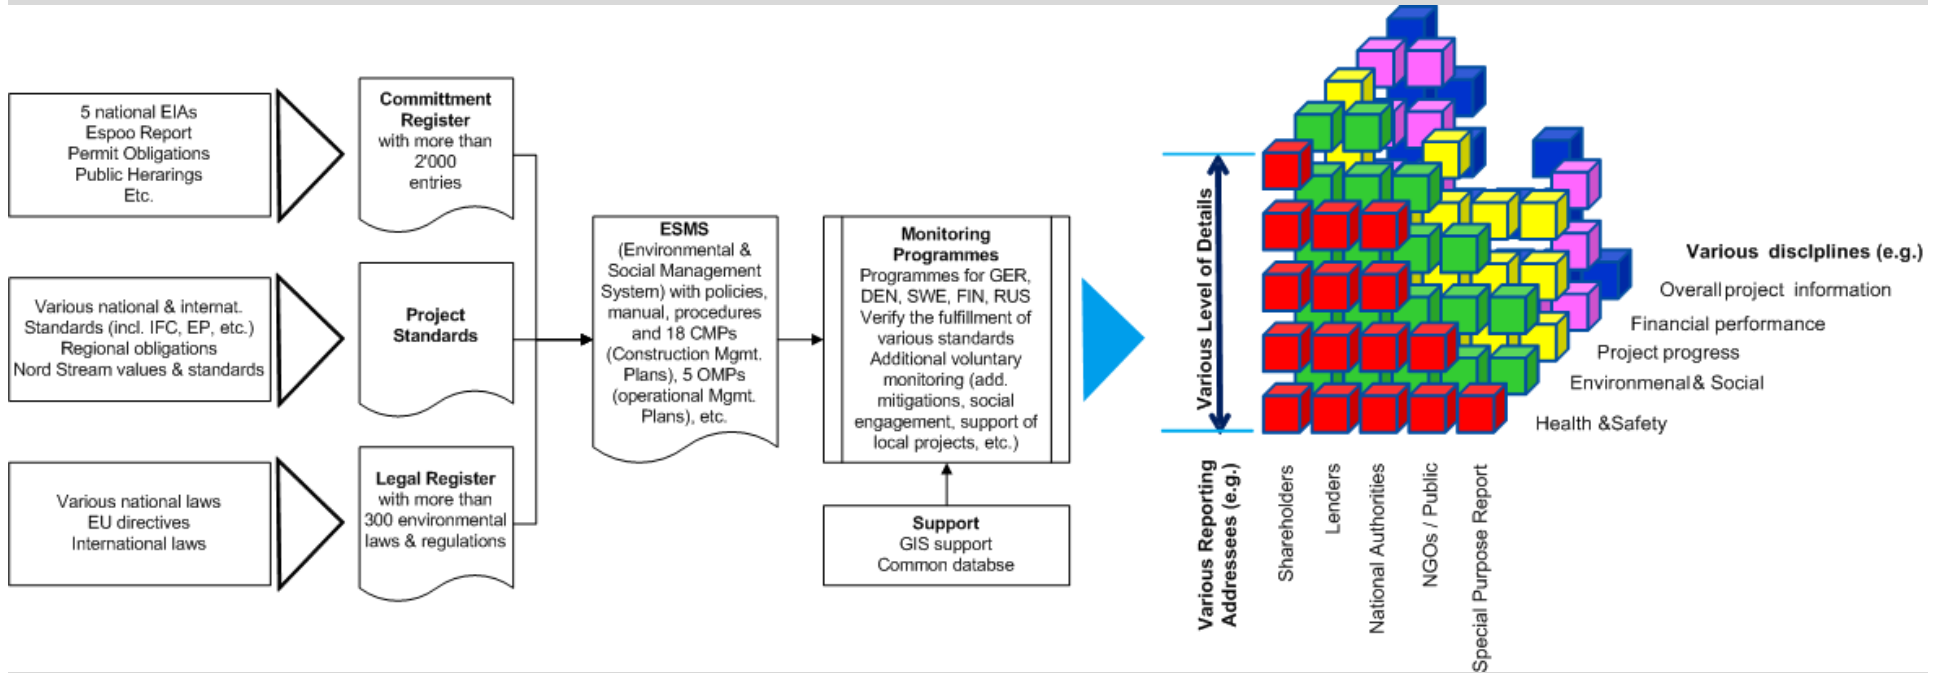 5 national EIAs
Espoo Report
Permit Obligations
Public Herarings
Etc.
Various national & internat.
Standards (incl. IFC, EP, etc.)
Regional obligations
Nord Stream values & standards
Various national laws
EU directives
International laws
Committment
Register
with more than
2'000
entries
Project
Standards
Legal Register
with more than
300 environmental
laws & regulations
ESMS
(Environmental &
Social Management
System) with policies,
manual, procedures
and 18 CMPs
(Construction Mgmt.
Plans), 5 OMPs
(operational Mgmt.
Plans), etc.
Monitoring
Programmes
Programmes for GER,
DEN, SWE, FIN, RUS
Verify the fulfillment of
various standards
Additional voluntary
monitoring (add.
mitigations, social
engagement, support of
local projects, etc.)
Support
GIS support
Common databse
Various Level of Details
Various disclplines (e.g.)
Overall project information
Financial performance
Project progress
Environmenal & Social
Health & Safety
Various Reporting
Addressees (e.g.)
Shareholders
Lenders
National Authorities
NGOs / Public
Special Purpose Report